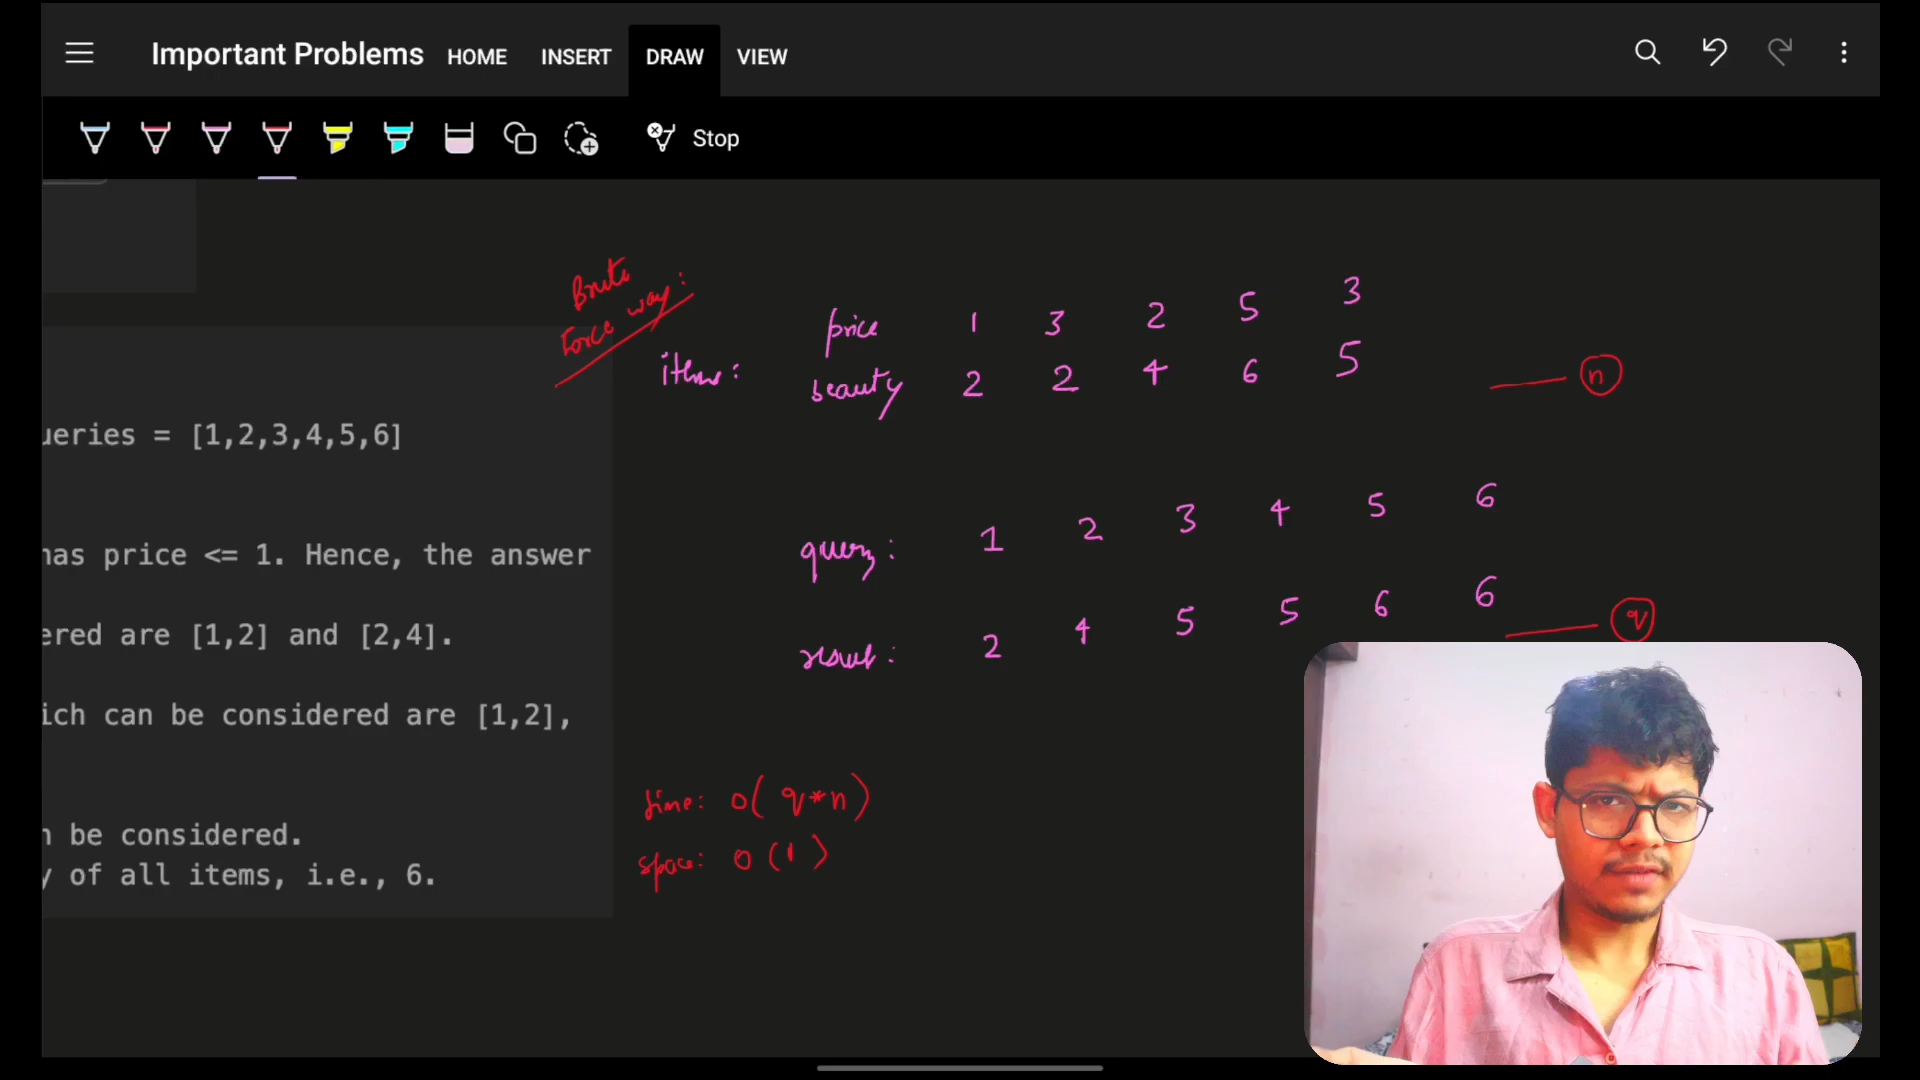 Important Problems HOME INSERT DRAW VIEW
Stop
Brute
Force way:
price 1 3 2 5 3
items:
beauty 2 2 4 6 5
n
ueries = [1,2,3,4,5,6]
query: 1 2 3 4 5 6
has price <= 1. Hence, the answer
result: 2 4 5 5 6 6
q
ered are [1,2] and [2,4].
ich can be considered are [1,2],
time: O( q*n)
n be considered.
space: O (1)
y of all items, i.e., 6.